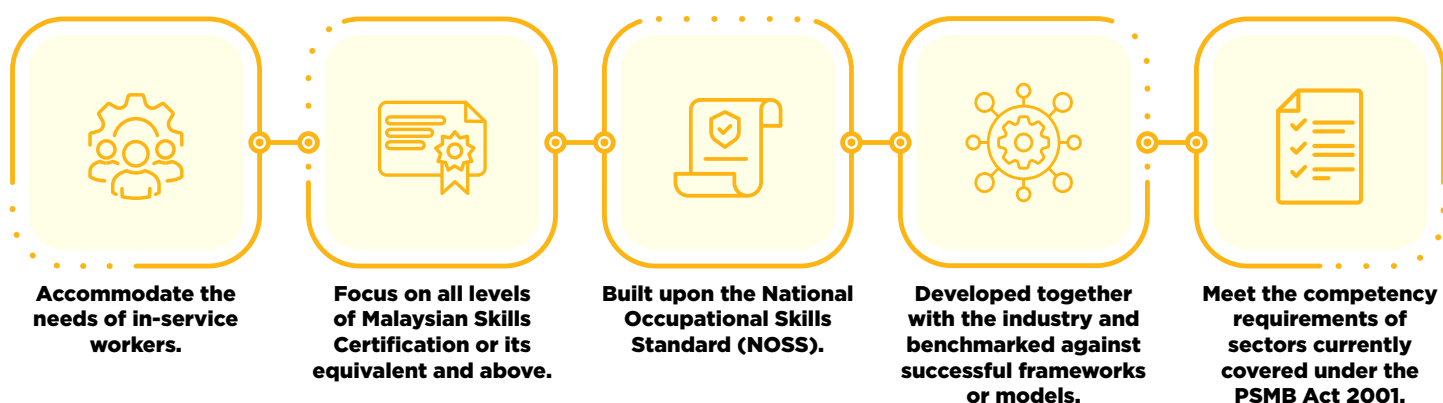 Accommodate the
needs of in-service
workers.
Focus on all levels
of Malaysian Skills
Certification or its
equivalent and above.
Built upon the National
Occupational Skills
Standard (NOSS).
Developed together
with the industry and
benchmarked against
successful frameworks
or models.
Meet the competency
requirements of
sectors currently
covered under the
PSMB Act 2001.